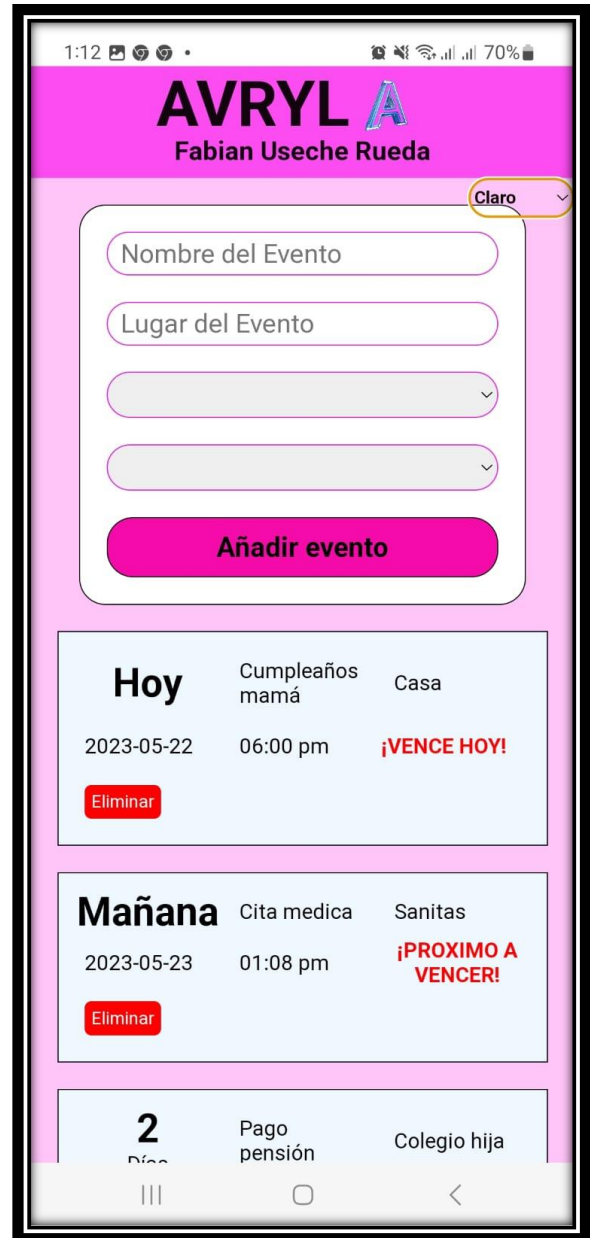 1:12 70%
AVRYL A
Fabian Useche Rueda
Claro
Nombre del Evento
Lugar del Evento
Añadir evento
Hoy
Cumpleaños
mamá
Casa
2023-05-22 06:00 pm ¡VENCE HOY!
Eliminar
Mañana Cita medica Sanitas
2023-05-23 01:08 pm
¡PROXIMO A
VENCER!
Eliminar
2
Días
Pago
pensión
Colegio hija